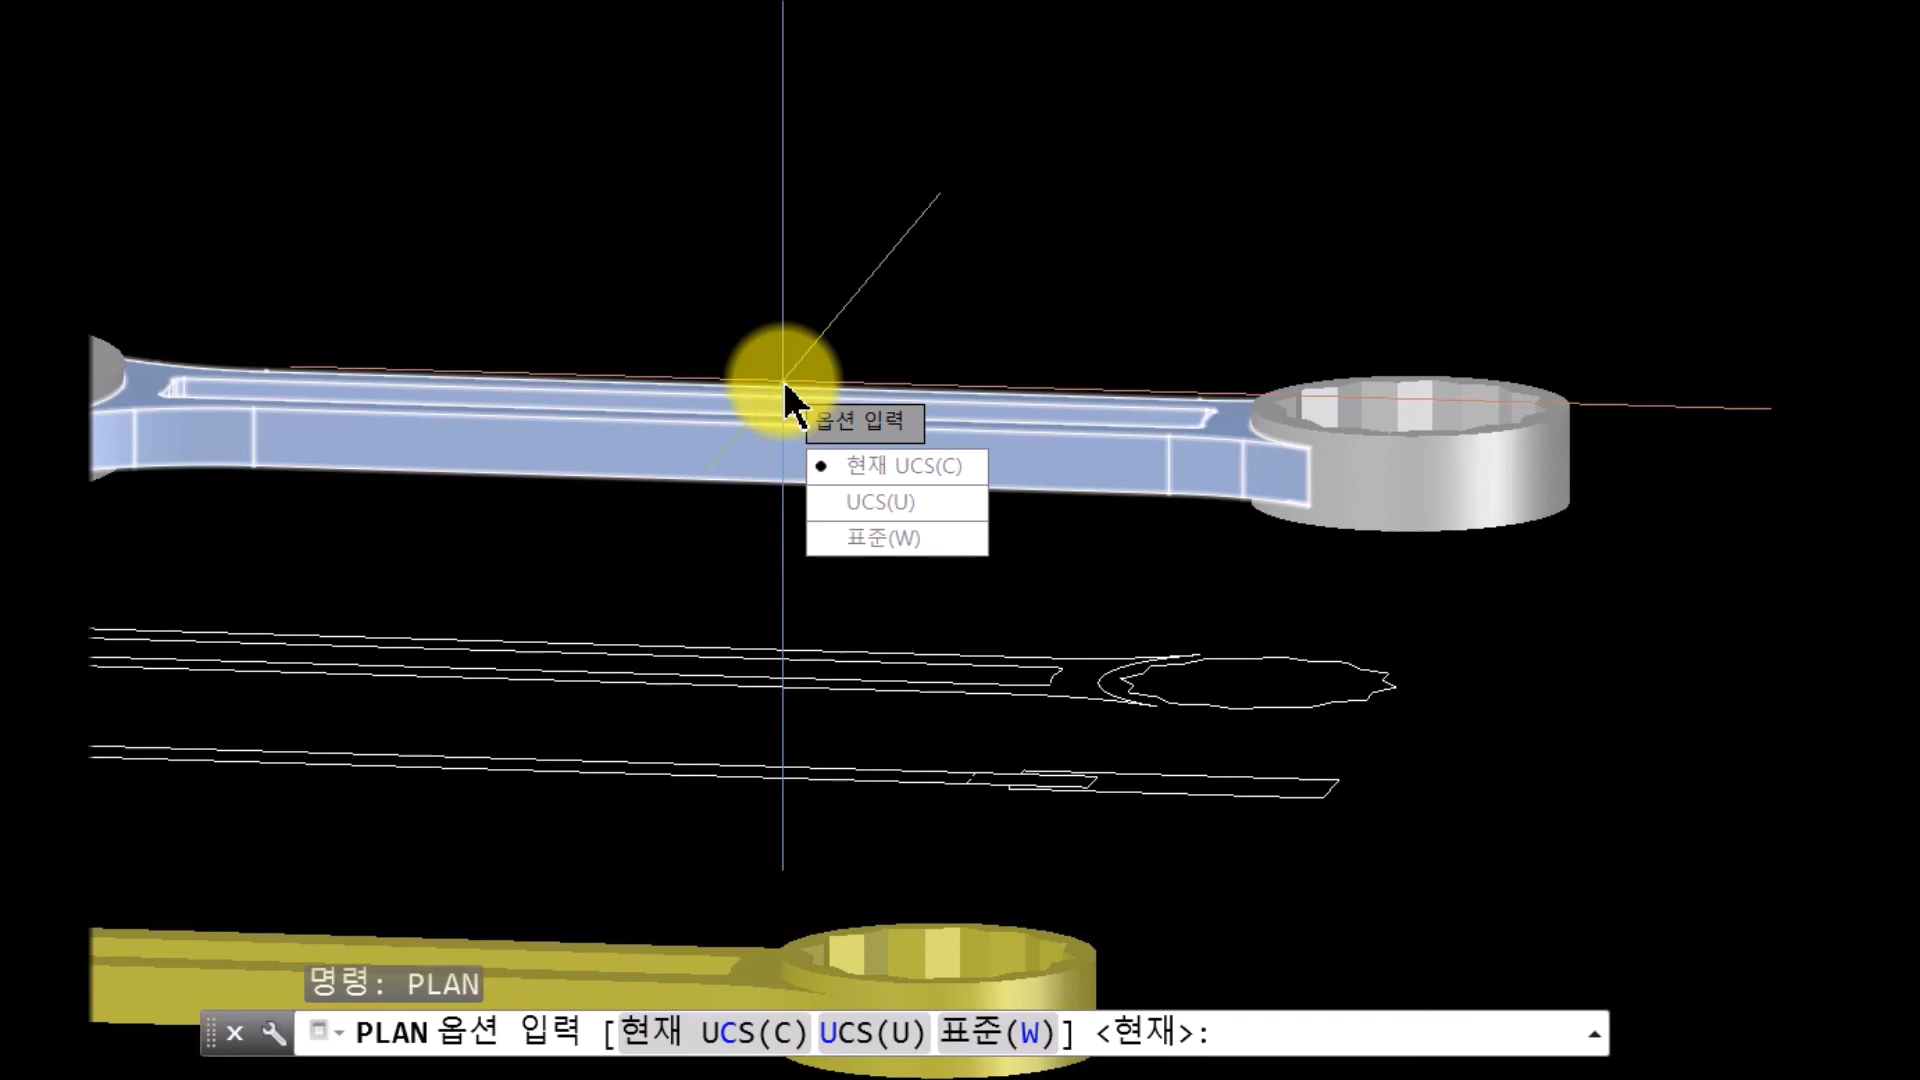 옵션 입력
현재 UCS(C)
UCS(U)
표준(W)
명령: PLAN
PLAN 옵션 입력 [현재 UCS(C) UCS(U) 표준(W)] <현재>: